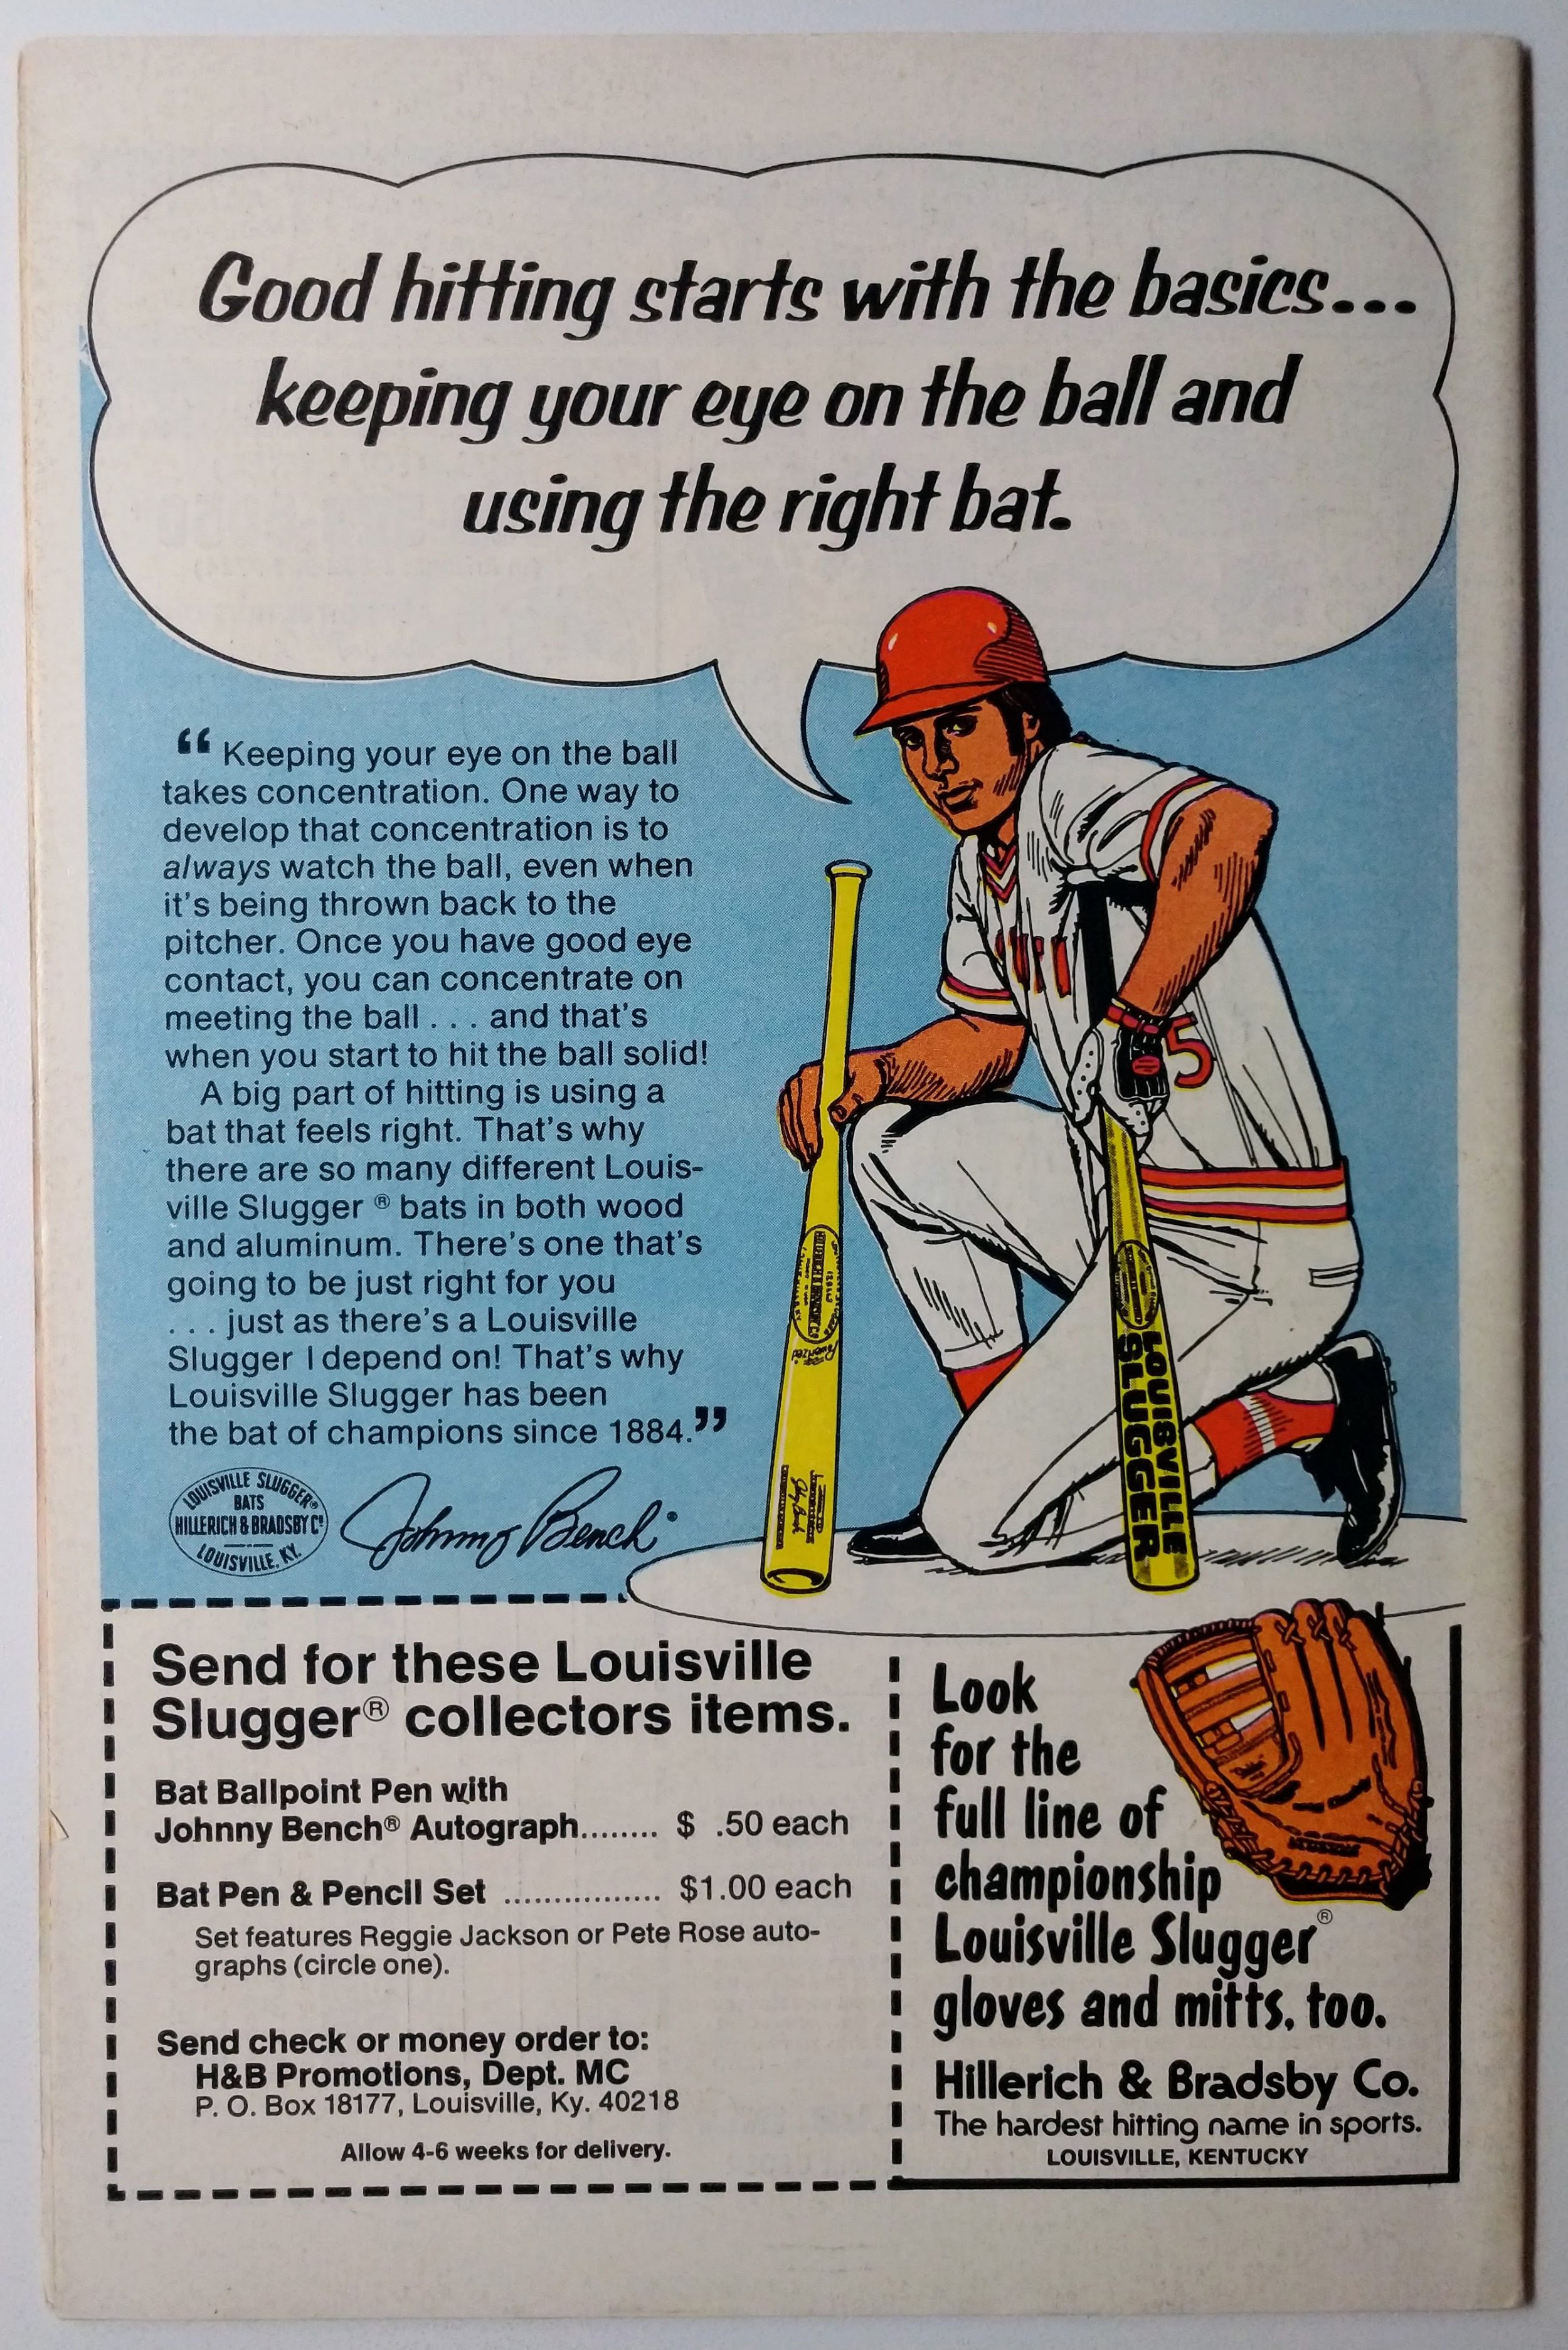 Good hitting starts with the basics...
keeping your eye on the ball and
using the right bat.
“ Keeping your eye on the ball
takes concentration. One way to
develop that concentration is to
always watch the ball, even when
it's being thrown back to the
pitcher. Once you have good eye
contact, you can concentrate on
meeting the ball . . . and that's
when you start to hit the ball solid!
A big part of hitting is using a
bat that feels right. That's why
there are so many different Louis-
ville Slugger ® bats in both wood
and aluminum. There's one that's
going to be just right for you
. . . just as there's a Louisville
Slugger I depend on! That's why
Louisville Slugger has been
the bat of champions since 1884.”
LOUISVILLE SLUGGER®
BATS
HILLERICH & BRADSBY Cº
LOUISVILLE, KY.
Johnny Bench
5
Powerized
LOUISVILLE
SLUGGER
Send for these Louisville
Slugger® collectors items.
Bat Ballpoint Pen with
Johnny Bench® Autograph........ $ .50 each
Bat Pen & Pencil Set ................ $1.00 each
Set features Reggie Jackson or Pete Rose auto-
graphs (circle one).
Send check or money order to:
H&B Promotions, Dept. MC
P. O. Box 18177, Louisville, Ky. 40218
Allow 4-6 weeks for delivery.
Look
for the
full line of
championship
Louisville Slugger®
gloves and mitts, too.
Hillerich & Bradsby Co.
The hardest hitting name in sports.
LOUISVILLE, KENTUCKY